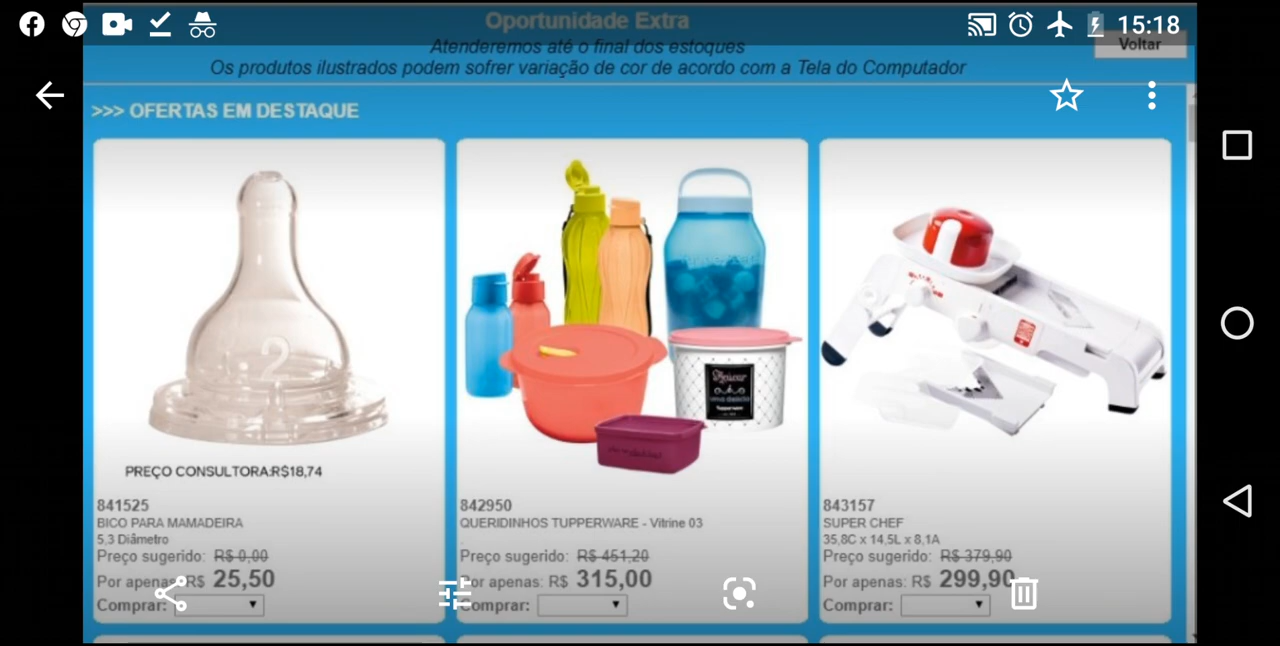 15:18
Oportunidade Extra
Atenderemos até o final dos estoques
Voltar
Os produtos ilustrados podem sofrer variação de cor de acordo com a Tela do Computador
>>> OFERTAS EM DESTAQUE
2
PREÇO CONSULTORA:R$18,74
841525
BICO PARA MAMADEIRA
5,3 Diâmetro
Preço sugerido: R$ 0,00
Por apenas: R$ 25,50
Comprar:
Açúcar
Tupperware
842950
QUERIDINHOS TUPPERWARE - Vitrine 03
Preço sugerido: R$ 451,20
Por apenas: R$ 315,00
Comprar:
843157
SUPER CHEF
35,8C x 14,5L x 8,1A
Preço sugerido: R$ 379,90
Por apenas: R$ 299,90
Comprar: